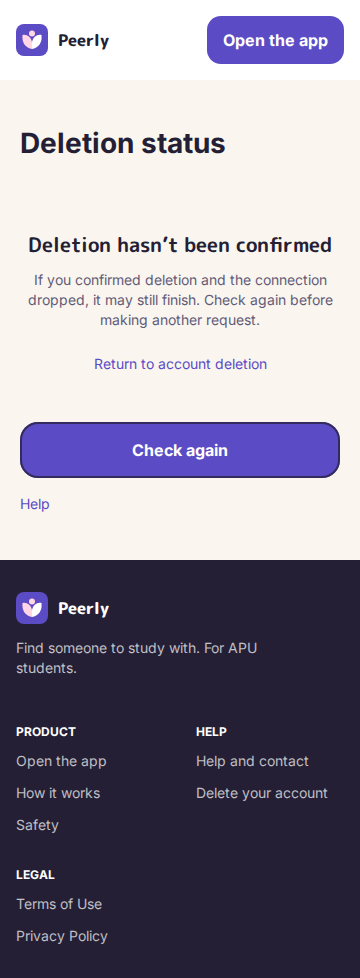 Peerly
Open the app
Deletion status
Deletion hasn’t been confirmed
If you confirmed deletion and the connection
dropped, it may still finish. Check again before
making another request.
Return to account deletion
Check again
Help
Peerly
Find someone to study with. For APU
students.
PRODUCT
Open the app
How it works
Safety
HELP
Help and contact
Delete your account
LEGAL
Terms of Use
Privacy Policy